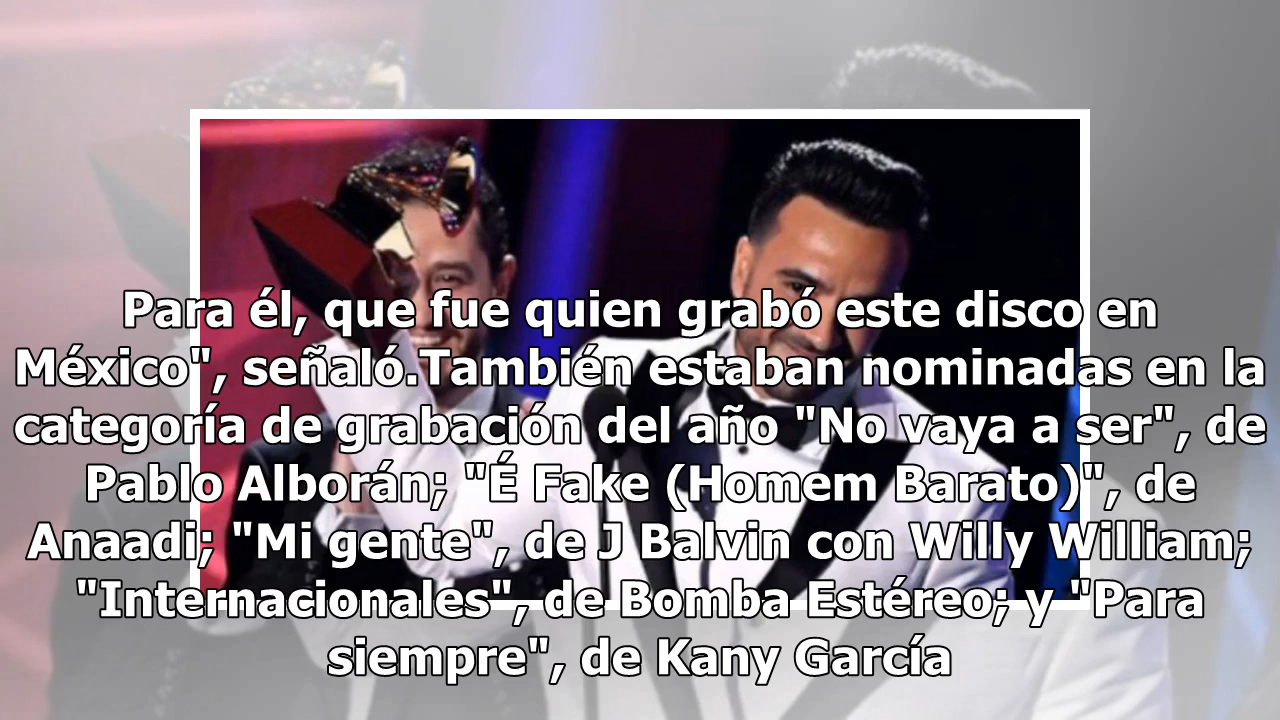 Para él, que fue quien grabó este disco en
México", señaló.También estaban nominadas en la
categoría de grabación del año "No vaya a ser", de
Pablo Alborán; "É Fake (Homem Barato)", de
Anaadi; "Mi gente", de J Balvin con Willy William;
"Internacionales", de Bomba Estéreo; y "Para
siempre", de Kany García